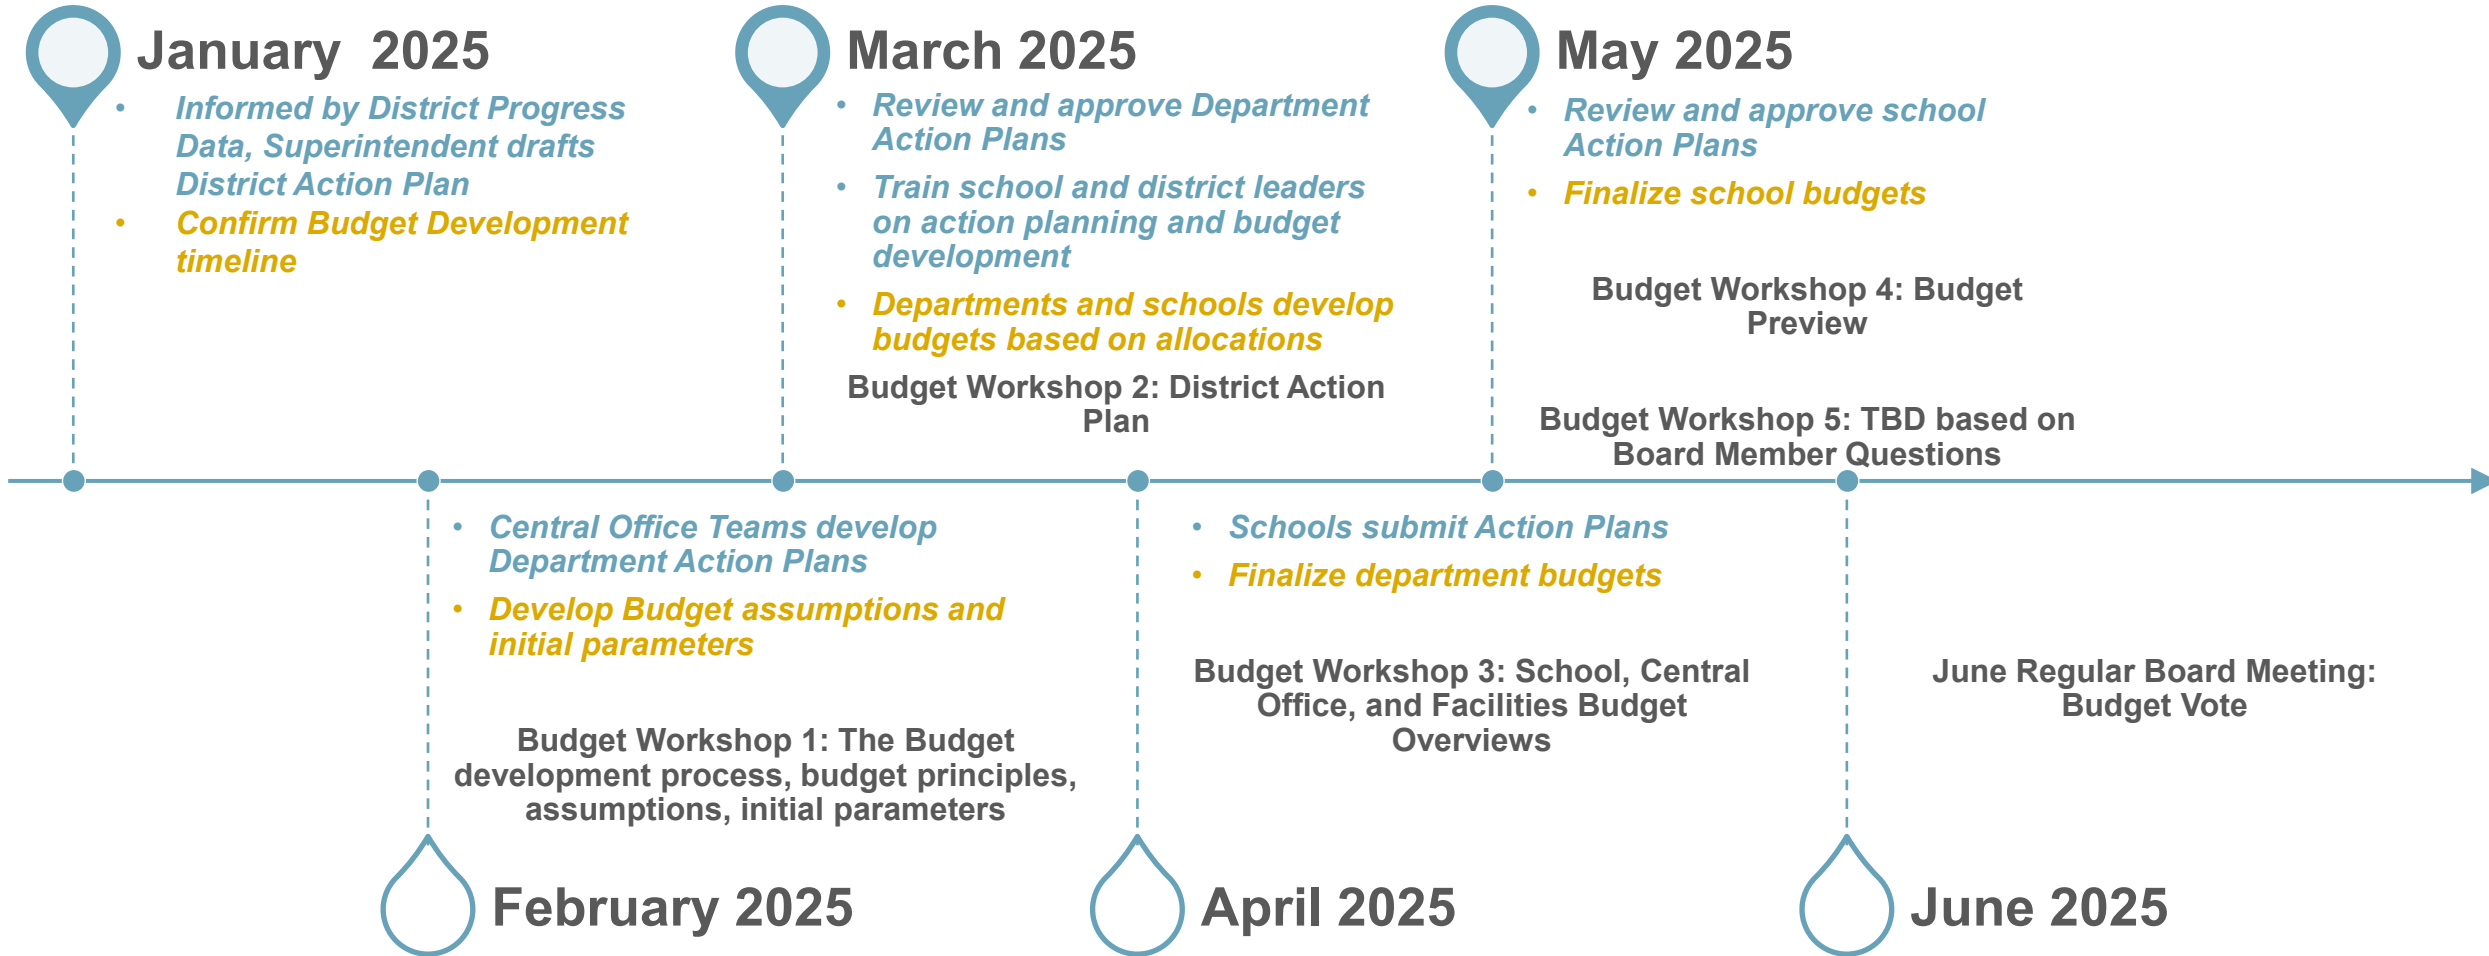 January  2025
• Informed by District Progress
Data, Superintendent drafts
District Action Plan
• Confirm Budget Development
timeline
March 2025
• Review and approve Department
Action Plans
• Train school and district leaders
on action planning and budget
development
• Departments and schools develop
budgets based on allocations
Budget Workshop 2: District Action
Plan
May 2025
• Review and approve school
Action Plans
• Finalize school budgets
Budget Workshop 4: Budget
Preview
Budget Workshop 5: TBD based on
Board Member Questions
• Central Office Teams develop
Department Action Plans
• Develop Budget assumptions and
initial parameters
Budget Workshop 1: The Budget
development process, budget principles,
assumptions, initial parameters
February 2025
• Schools submit Action Plans
• Finalize department budgets
Budget Workshop 3: School, Central
Office, and Facilities Budget
Overviews
April 2025
June Regular Board Meeting:
Budget Vote
June 2025